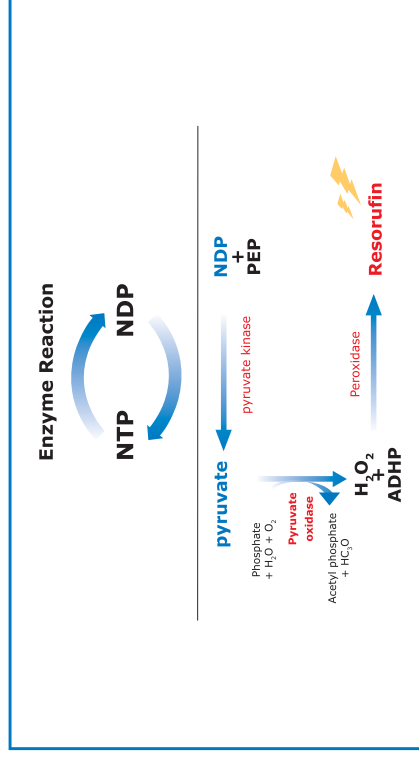 Enzyme Reaction
NTP
NDP
NDP
+
PEP
pyruvate kinase
pyruvate
Phosphate
+ H₂O + O₂
Pyruvate
oxidase
Acetyl phosphate
+ HC₃O
H₂O₂
+
ADHP
Peroxidase
Resorufin